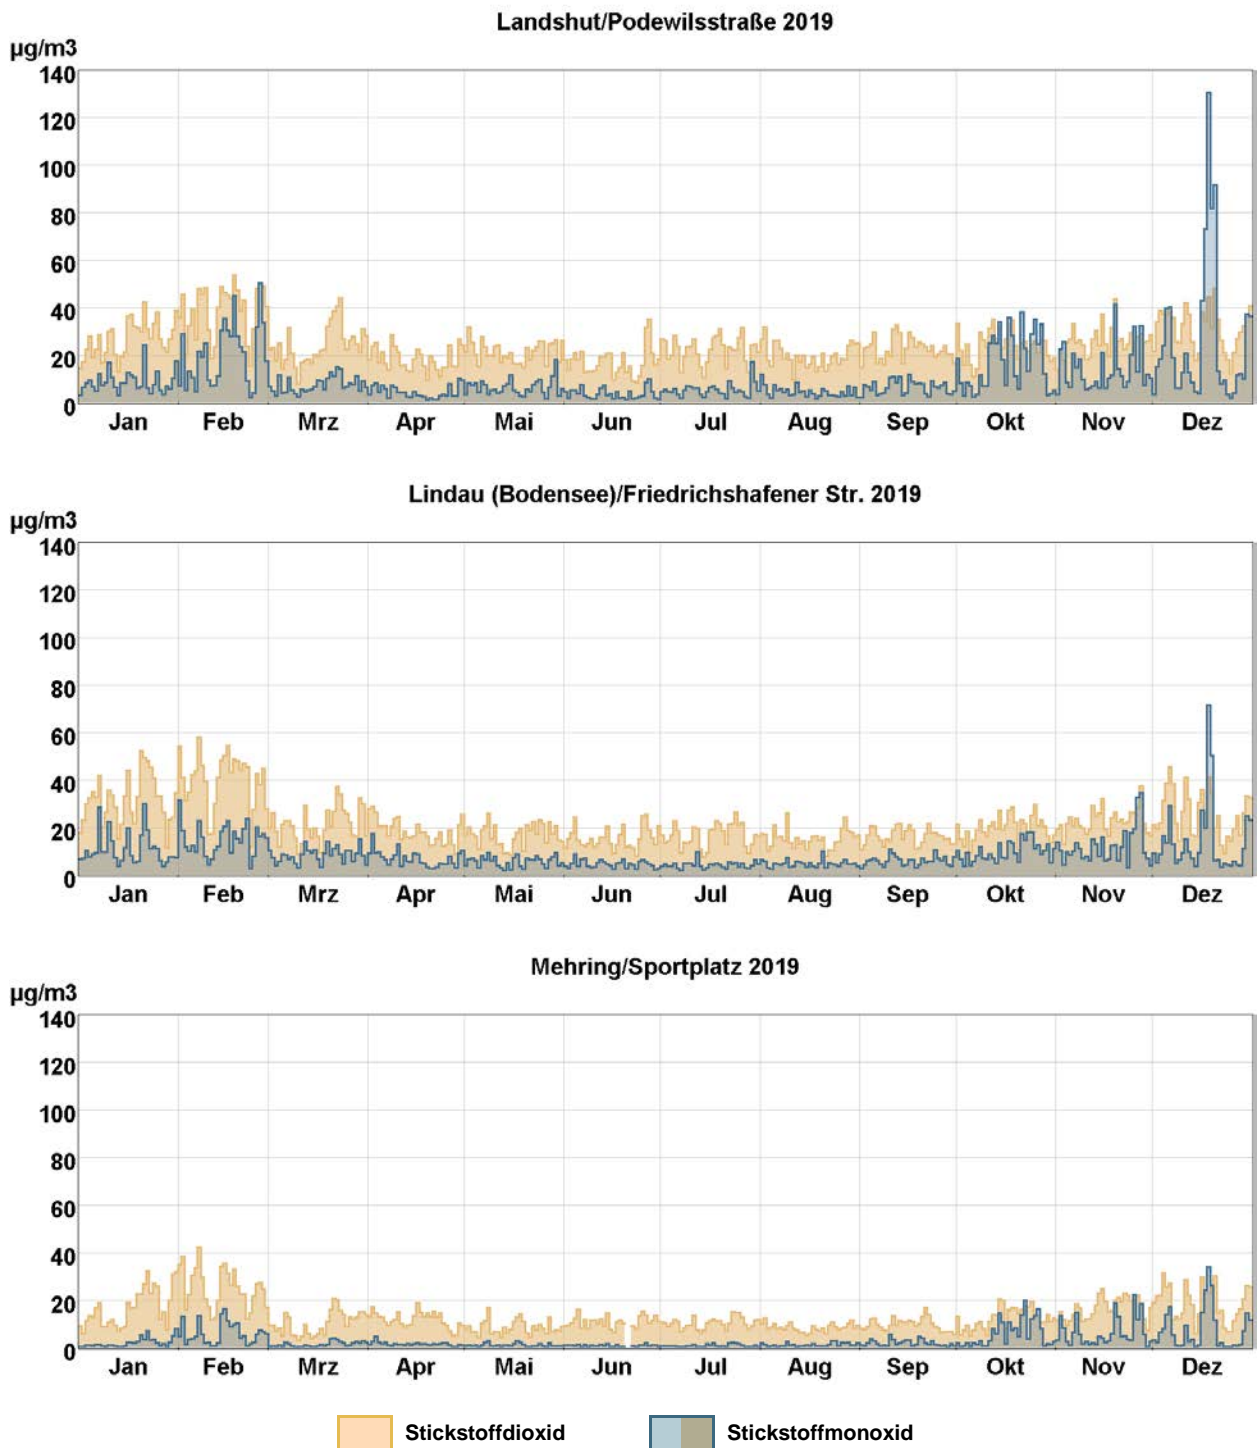 Landshut/Podewilsstraße 2019
µg/m3
140
120
100
80
60
40
20
0
Jan Feb Mrz Apr Mai Jun Jul Aug Sep Okt Nov Dez
Lindau (Bodensee)/Friedrichshafener Str. 2019
µg/m3
140
120
100
80
60
40
20
0
Jan Feb Mrz Apr Mai Jun Jul Aug Sep Okt Nov Dez
Mehring/Sportplatz 2019
µg/m3
140
120
100
80
60
40
20
0
Jan Feb Mrz Apr Mai Jun Jul Aug Sep Okt Nov Dez
Stickstoffdioxid Stickstoffmonoxid